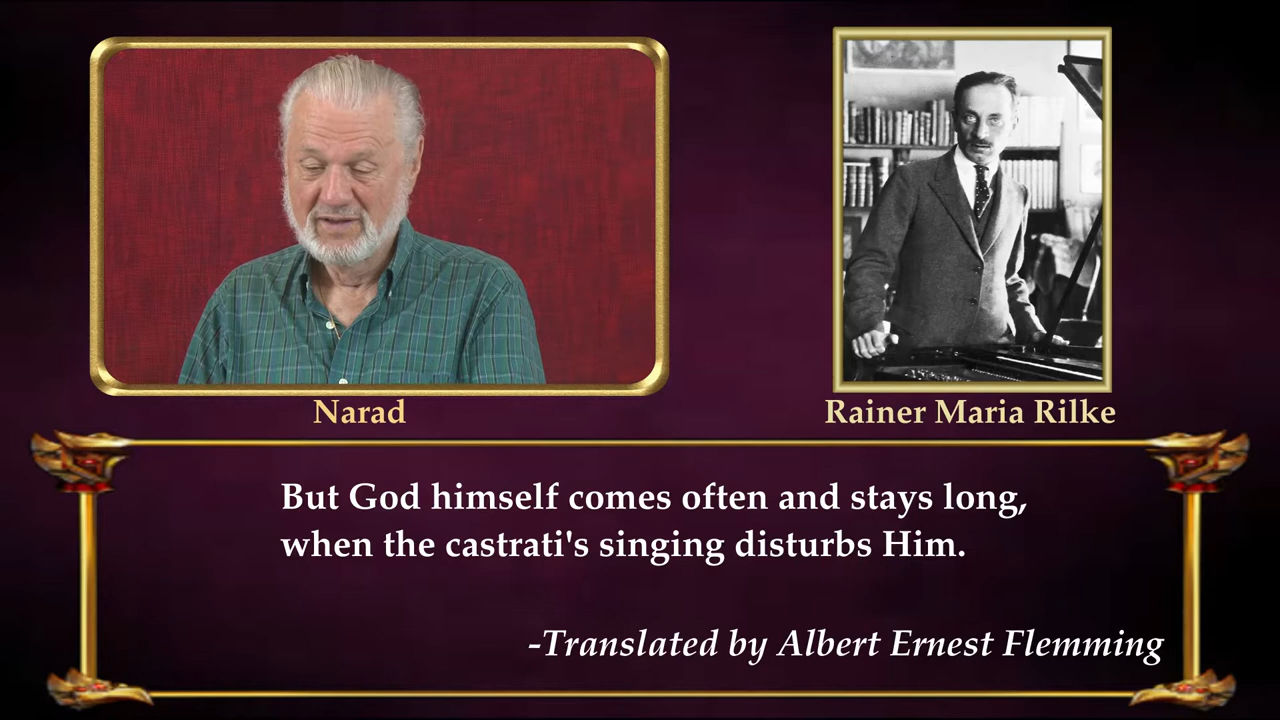 Narad
Rainer Maria Rilke
But God himself comes often and stays long,
when the castrati's singing disturbs Him.
-Translated by Albert Ernest Flemming